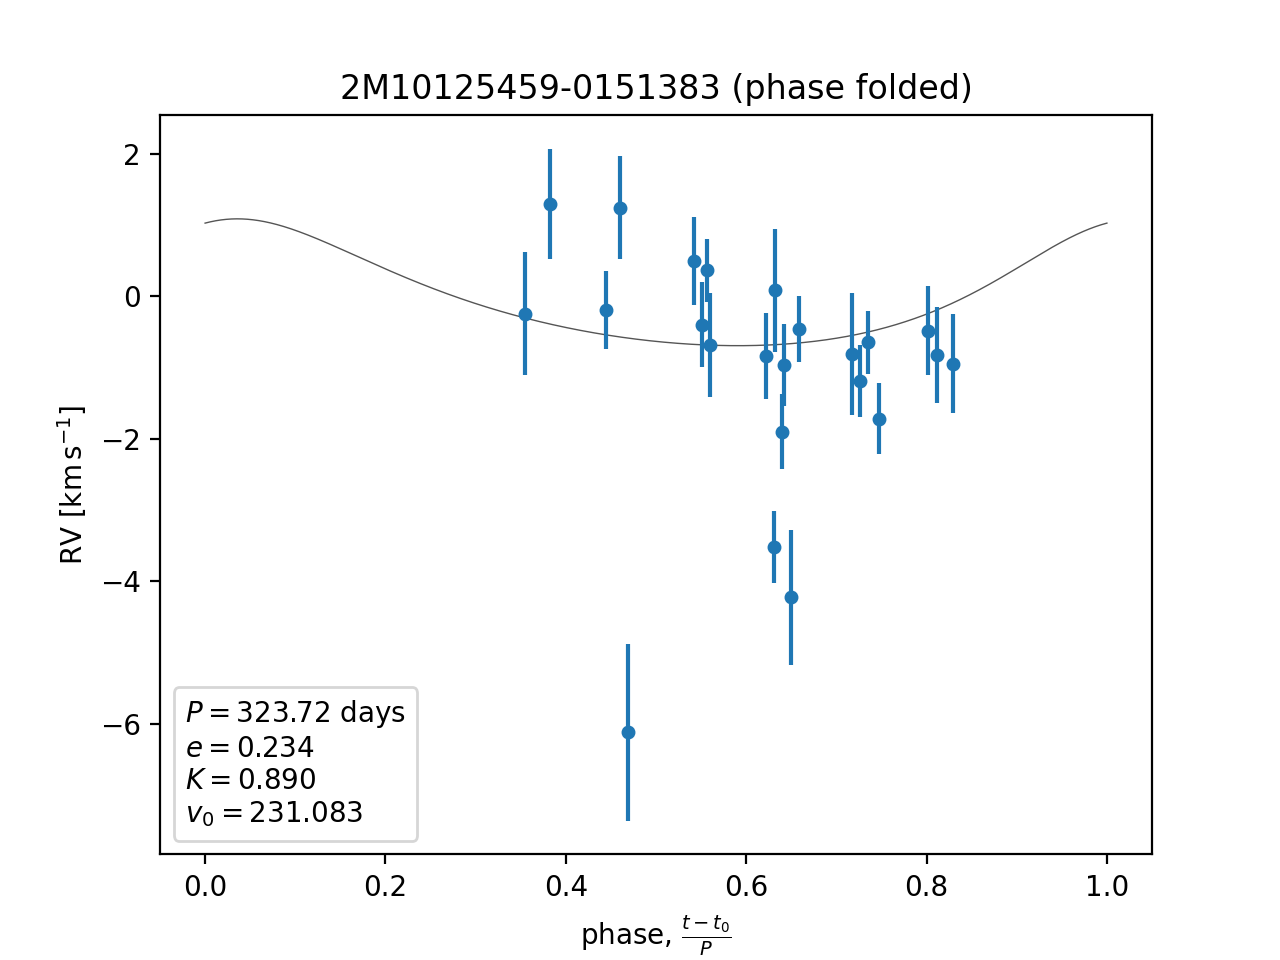 2M10125459-0151383 (phase folded)
2
0
−2
−4
−6
RV [km s⁻¹]
P = 323.72 days
e = 0.234
K = 0.890
v₀ = 231.083
0.0 0.2 0.4 0.6 0.8 1.0
phase, (t − t₀)/P